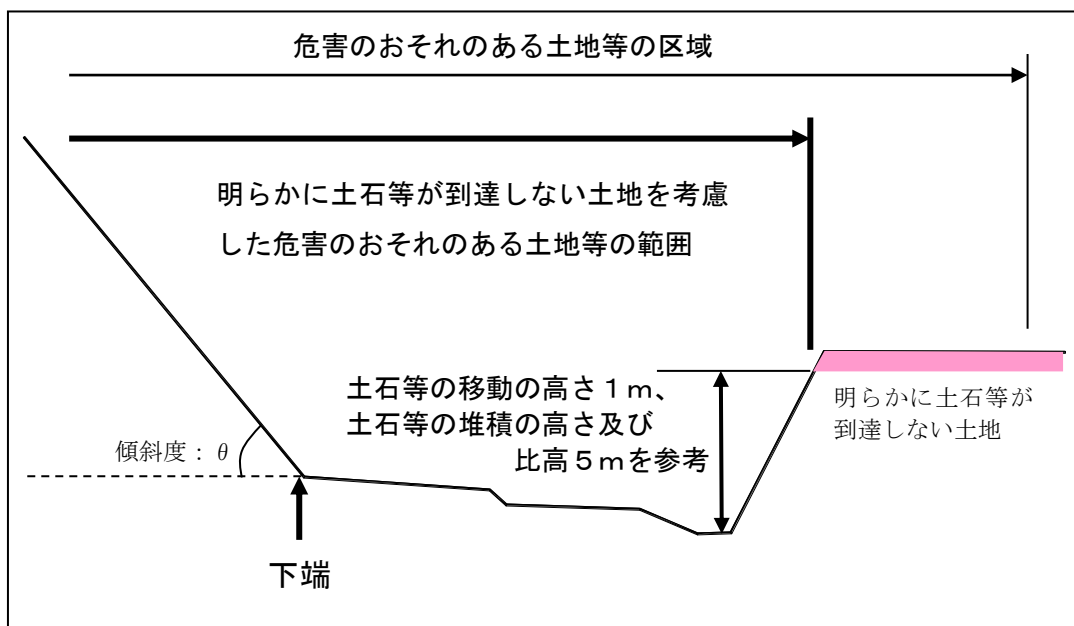 危害のおそれのある土地等の区域
明らかに土石等が到達しない土地を考慮
した危害のおそれのある土地等の範囲
土石等の移動の高さ１ｍ、
土石等の堆積の高さ及び
比高５ｍを参考
明らかに土石等が
到達しない土地
傾斜度：θ
下端